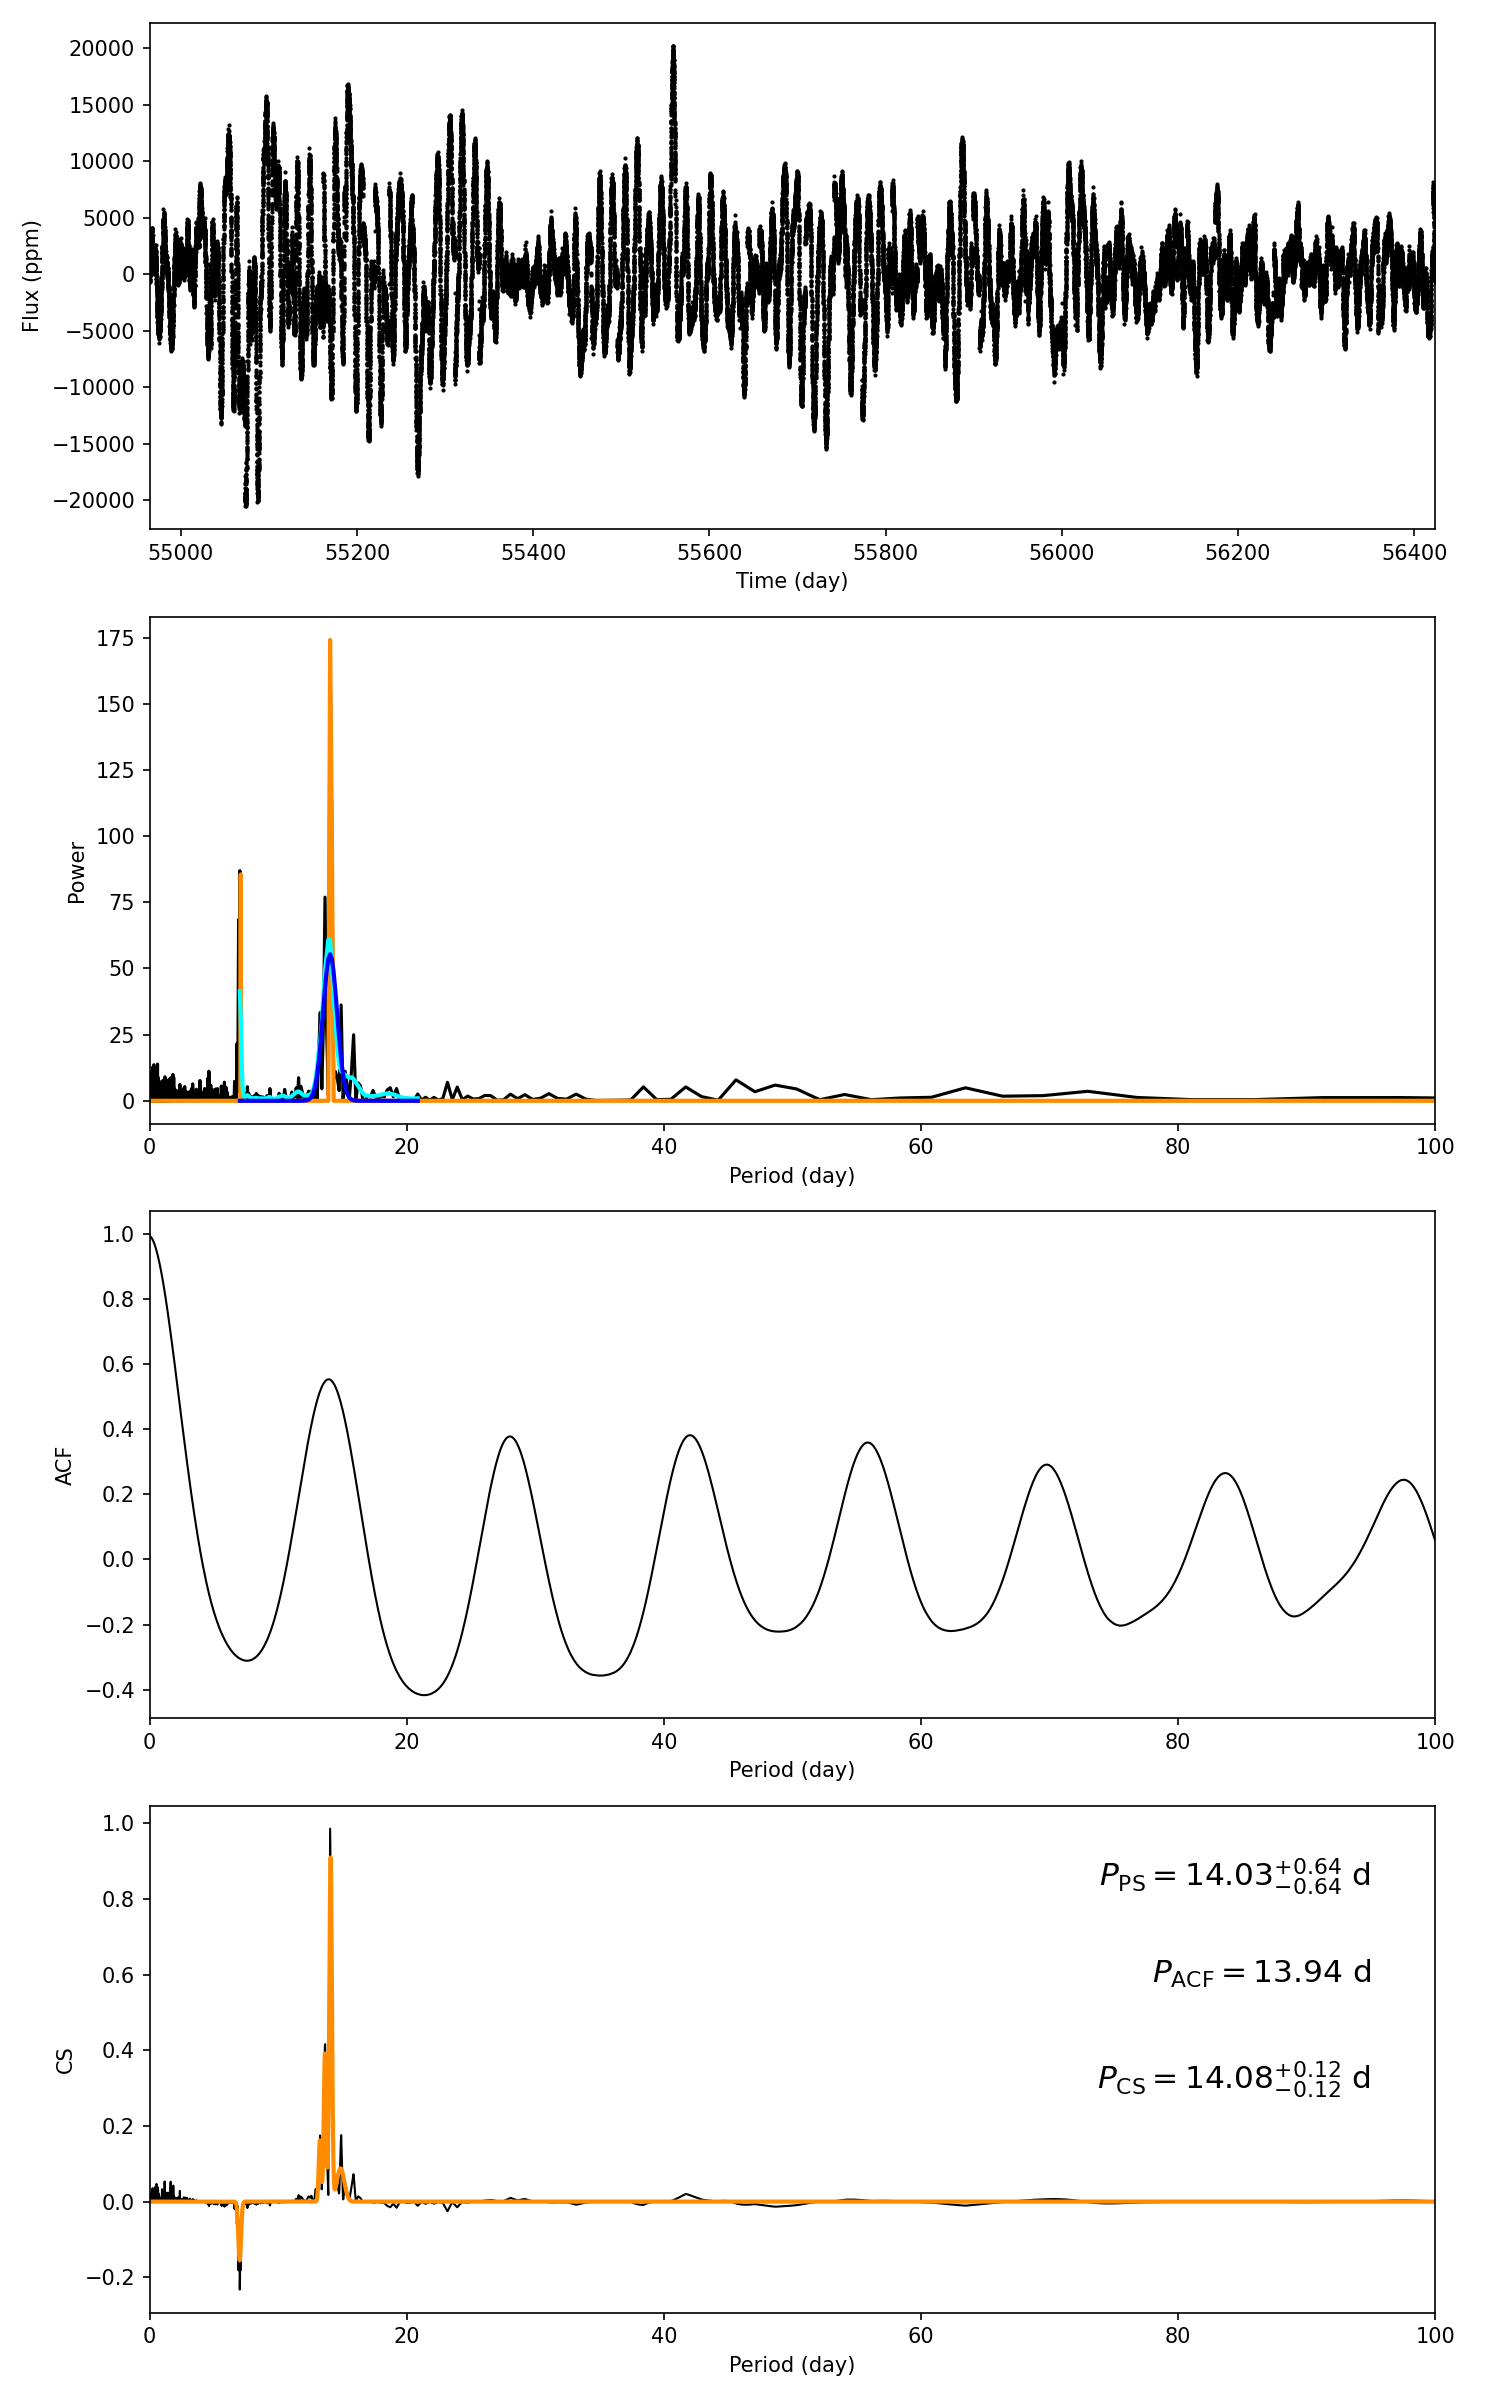 20000
15000
10000
5000
0
−5000
−10000
−15000
−20000
Flux (ppm)
55000 55200 55400 55600 55800 56000 56200 56400
Time (day)
175
150
125
100
75
50
25
0
Power
0 20 40 60 80 100
Period (day)
1.0
0.8
0.6
0.4
0.2
0.0
−0.2
−0.4
ACF
0 20 40 60 80 100
Period (day)
1.0
0.8
0.6
0.4
0.2
0.0
−0.2
CS
P_PS = 14.03^{+0.64}_{−0.64} d
P_ACF = 13.94 d
P_CS = 14.08^{+0.12}_{−0.12} d
0 20 40 60 80 100
Period (day)